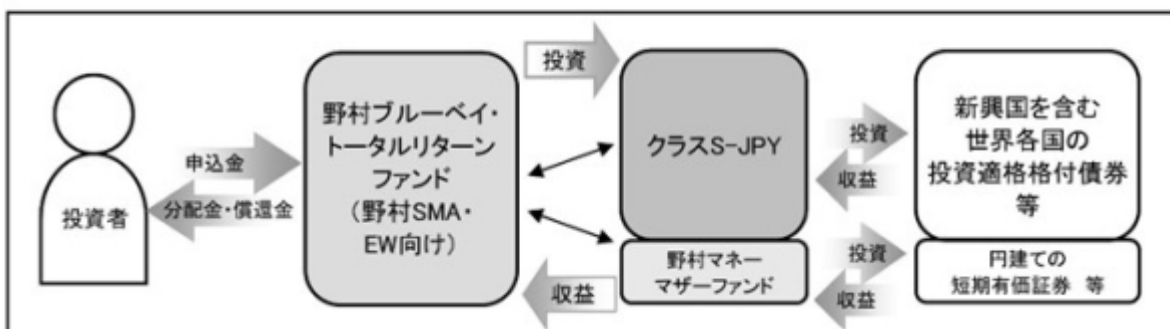 投資者
申込金
分配金・償還金
野村ブルーベイ・
トータルリターン
ファンド
（野村SMA・
EW向け）
投資
収益
クラスS-JPY
野村マネー
マザーファンド
投資
収益
投資
収益
新興国を含む
世界各国の
投資適格格付債券
等
円建ての
短期有価証券 等